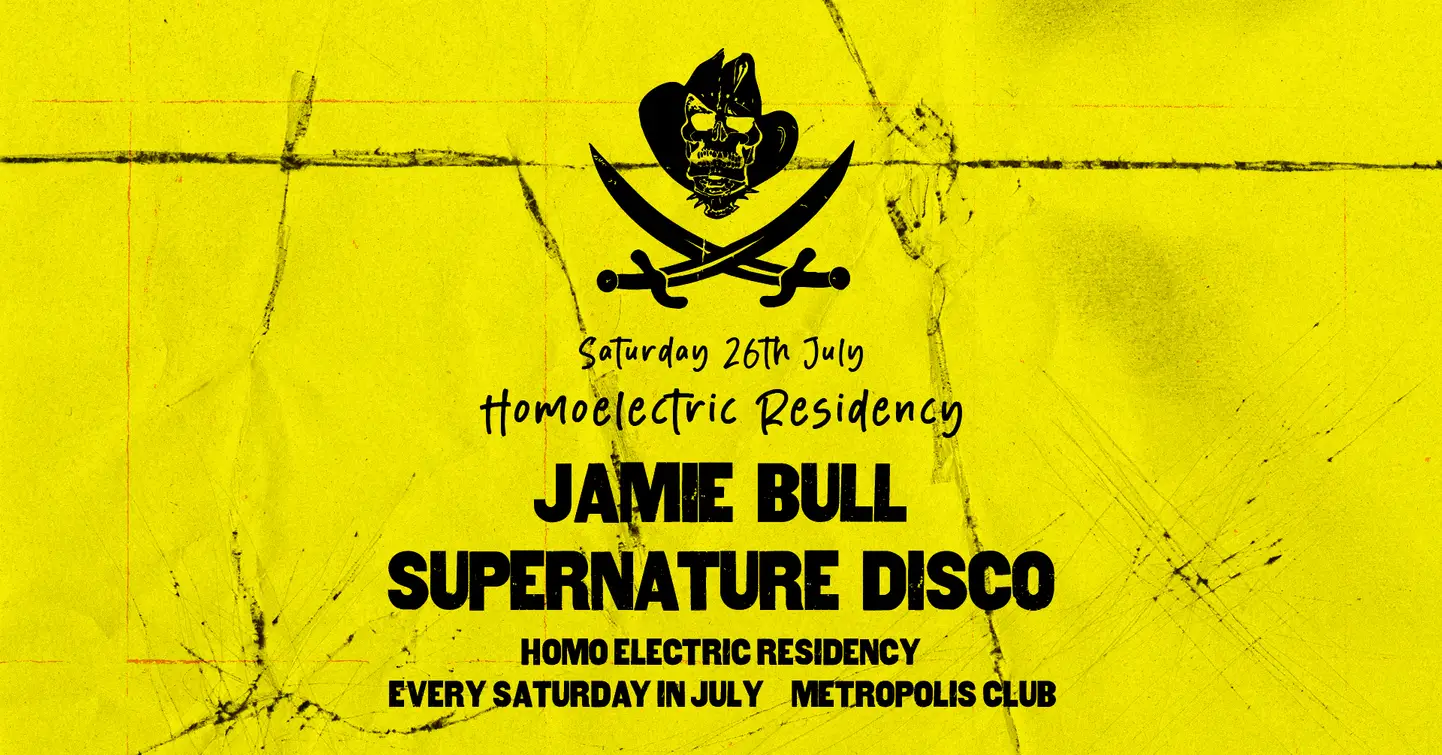 Saturday 26th July
Homoelectric Residency
JAMIE BULL
SUPERNATURE DISCO
HOMO ELECTRIC RESIDENCY
EVERY SATURDAY IN JULY METROPOLIS CLUB